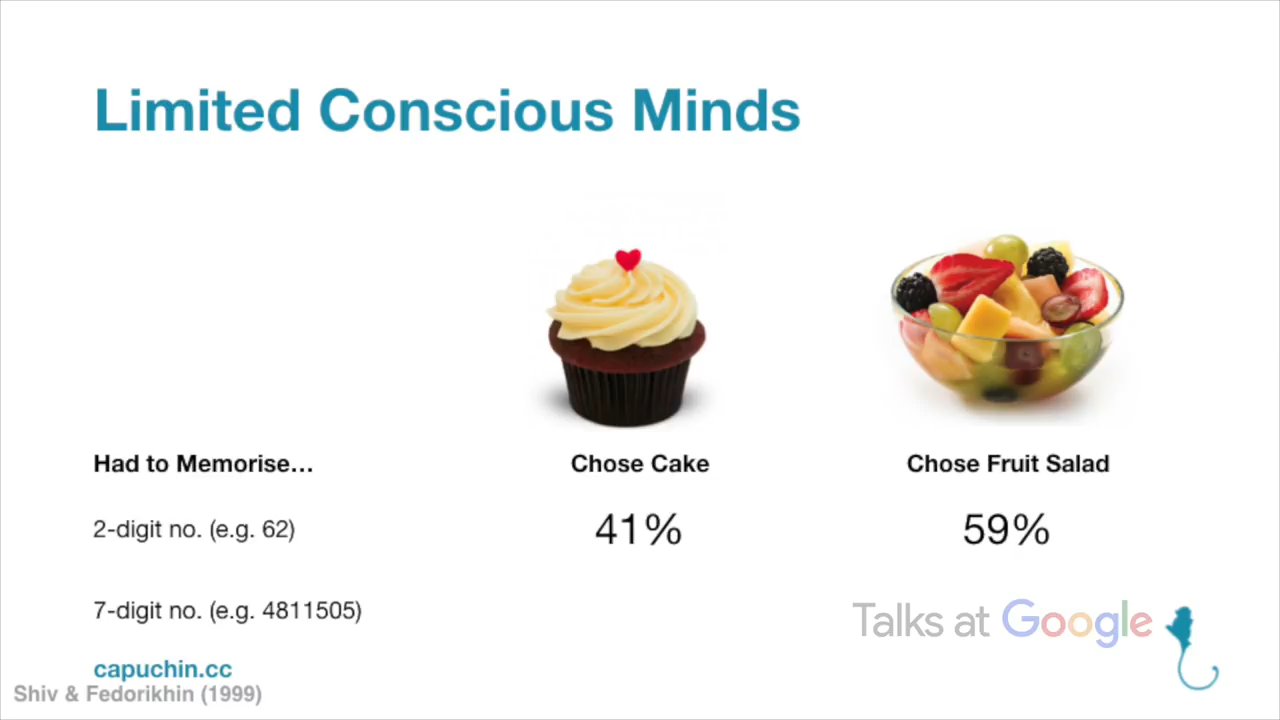 Limited Conscious Minds
Had to Memorise... Chose Cake Chose Fruit Salad
2-digit no. (e.g. 62) 41% 59%
7-digit no. (e.g. 4811505)
Talks at Google
capuchin.cc
Shiv & Fedorikhin (1999)